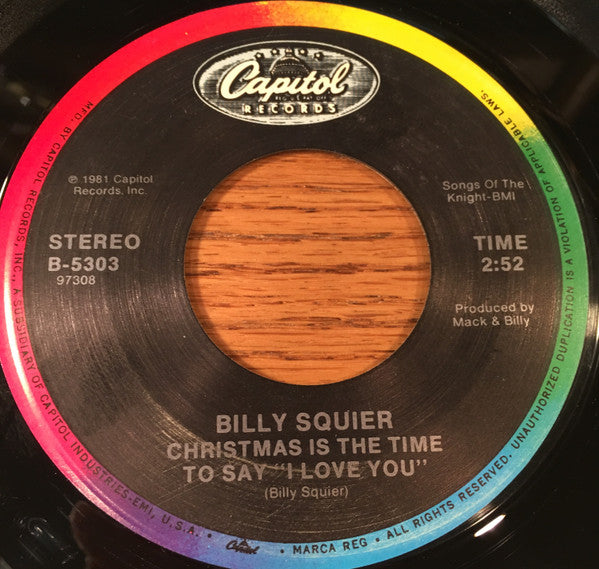 Capitol
RECORDS
℗ 1981 Capitol
Records, Inc.
Songs Of The
Knight-BMI
STEREO
B-5303
97308
TIME
2:52
Produced by
Mack & Billy
BILLY SQUIER
CHRISTMAS IS THE TIME
TO SAY "I LOVE YOU"
(Billy Squier)
MFD. BY CAPITOL RECORDS, INC., A SUBSIDIARY OF CAPITOL INDUSTRIES-EMI, INC., U.S.A. • Capitol • MARCA REG • ALL RIGHTS RESERVED. UNAUTHORIZED DUPLICATION IS A VIOLATION OF APPLICABLE LAWS.